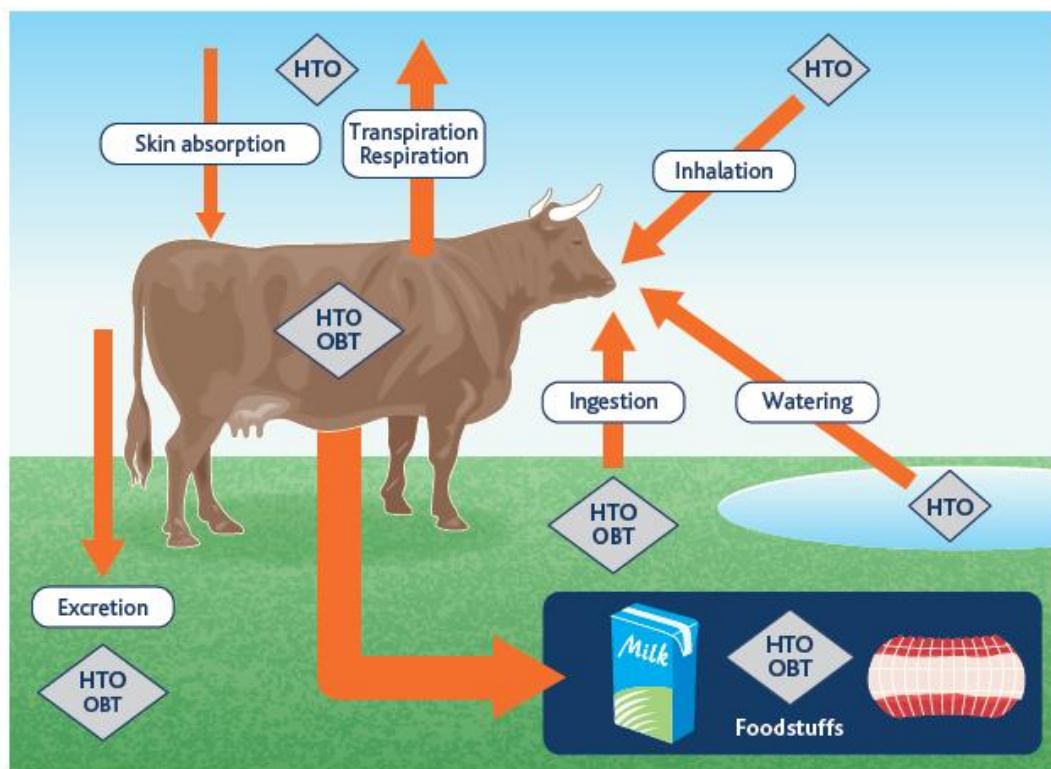 HTO
HTO
Skin absorption
Transpiration
Respiration
Inhalation
HTO
OBT
Ingestion
Watering
HTO
OBT
HTO
Excretion
HTO
OBT
Milk
HTO
OBT
Foodstuffs